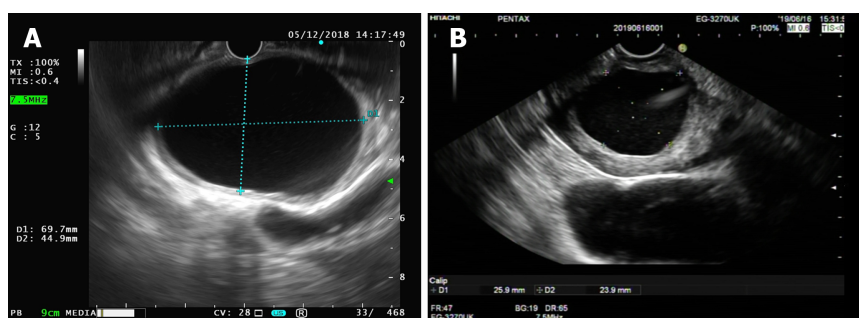 A
05/12/2018 14:17:49
0
TX :100%
MI :0.6
TIS:<0.4
7.5MHz
2
G :12
C : 5
4
6
D1: 69.7mm
D2: 44.9mm
8
PB 9cm MEDIA
CV: 28
US
R
33/ 468
B
HITACHI PENTAX EG-3270UK '19/06/16 15:31:5
20190616001 P:100% MI 0.6 TIS<0
Calip
D1 25.9 mm D2 23.9 mm
FR:47 BG:19 DR:65
EG-3270UK 7.5MHz